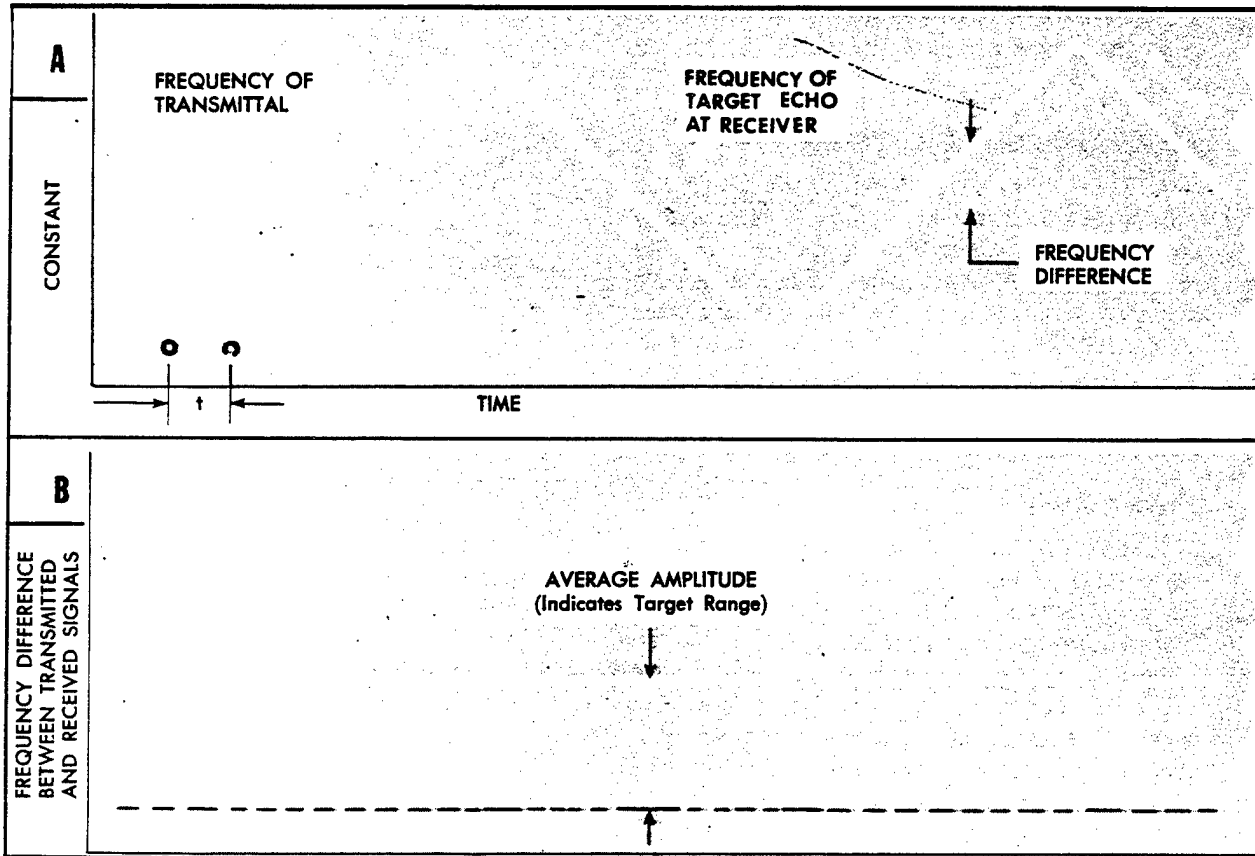 A
FREQUENCY OF
TRANSMITTAL
FREQUENCY OF
TARGET ECHO
AT RECEIVER
CONSTANT
FREQUENCY
DIFFERENCE
t
TIME
B
FREQUENCY DIFFERENCE
BETWEEN TRANSMITTED
AND RECEIVED SIGNALS
AVERAGE AMPLITUDE
(Indicates Target Range)